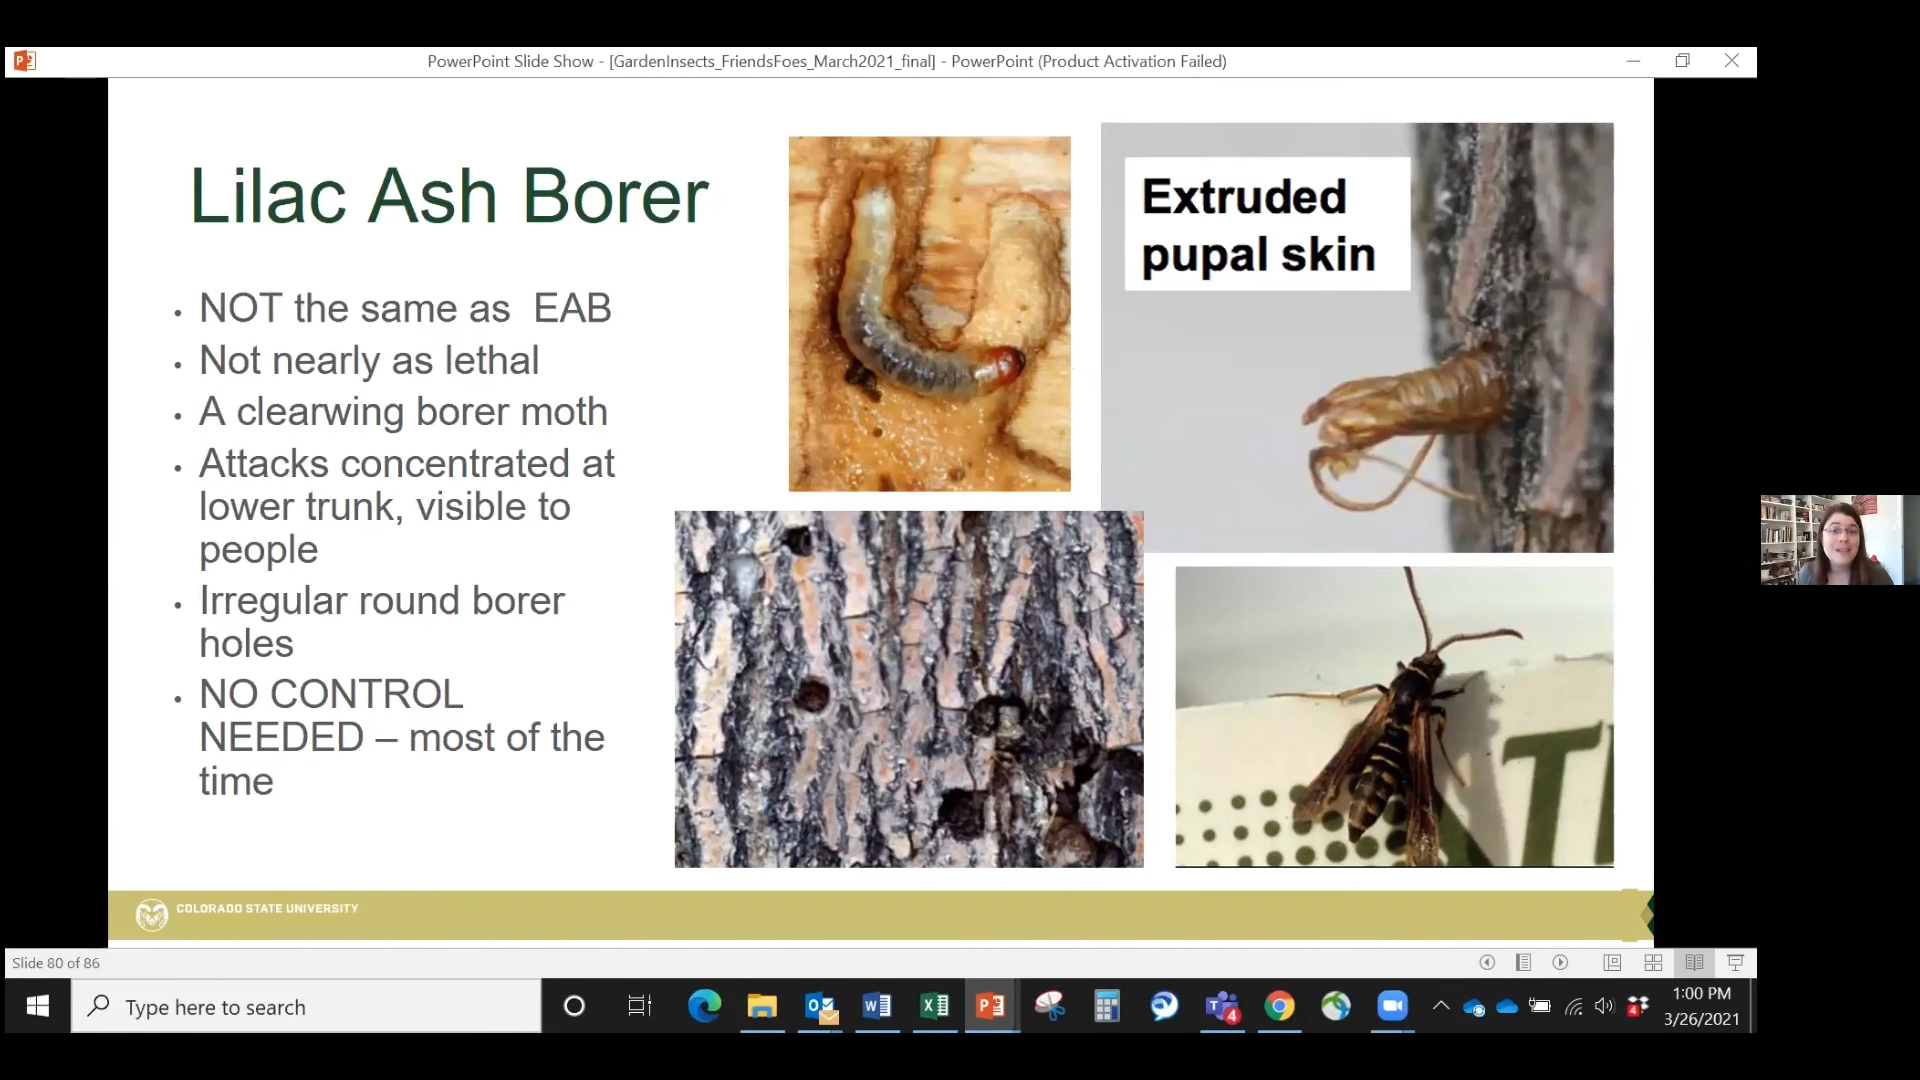 PowerPoint Slide Show - [GardenInsects_FriendsFoes_March2021_final] - PowerPoint (Product Activation Failed)
Lilac Ash Borer
• NOT the same as  EAB
• Not nearly as lethal
• A clearwing borer moth
• Attacks concentrated at
lower trunk, visible to
people
• Irregular round borer
holes
• NO CONTROL
NEEDED – most of the
time
Extruded
pupal skin
COLORADO STATE UNIVERSITY
Slide 80 of 86
Type here to search
4
4
1:00 PM
3/26/2021